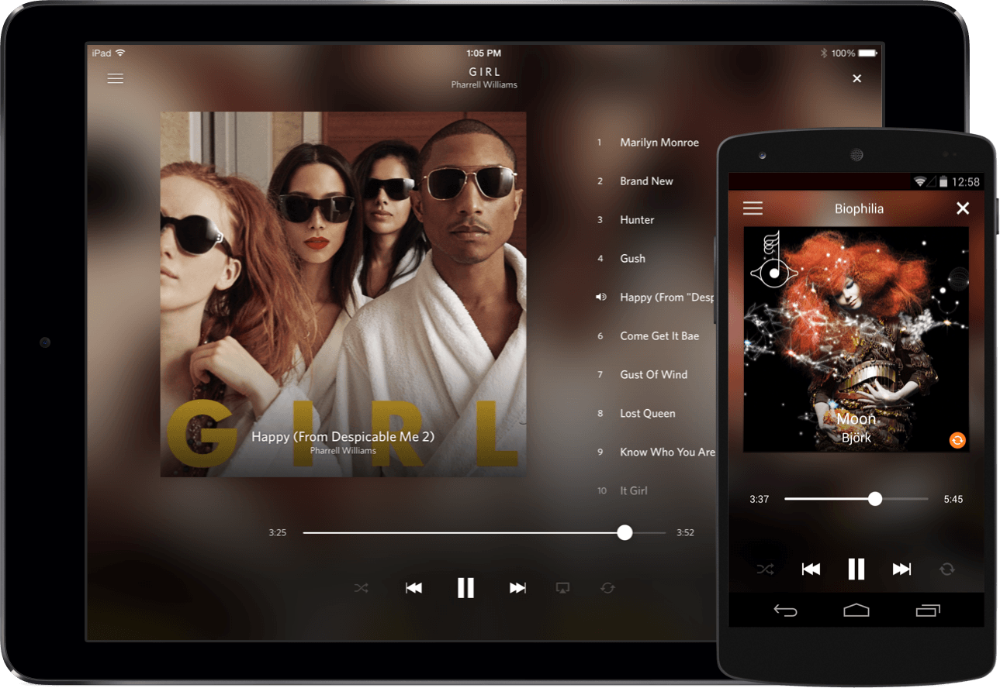 iPad
1:05 PM
100%
G I R L
Pharrell Williams
1 Marilyn Monroe
2 Brand New
3 Hunter
4 Gush
Happy (From "Desp
6 Come Get It Bae
7 Gust Of Wind
8 Lost Queen
9 Know Who You Are
10 It Girl
GIRL
Happy (From Despicable Me 2)
Pharrell Williams
3:25
3:52
12:58
Biophilia
Moon
Björk
3:37
5:45